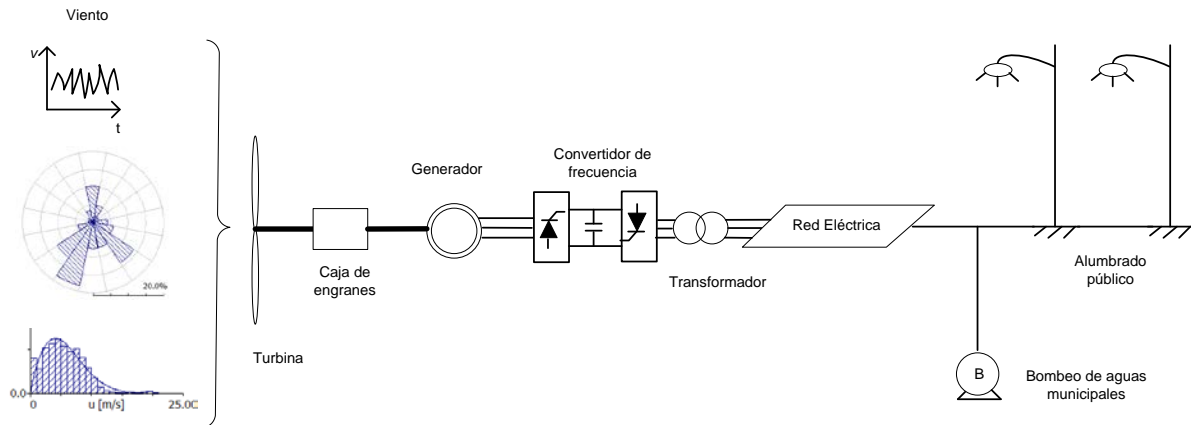 Viento
v
t
20.0%
0.0
0
u [m/s]
25.0C
Turbina
Caja de
engranes
Generador
Convertidor de
frecuencia
Transformador
Red Eléctrica
Alumbrado
público
B
Bombeo de aguas
municipales